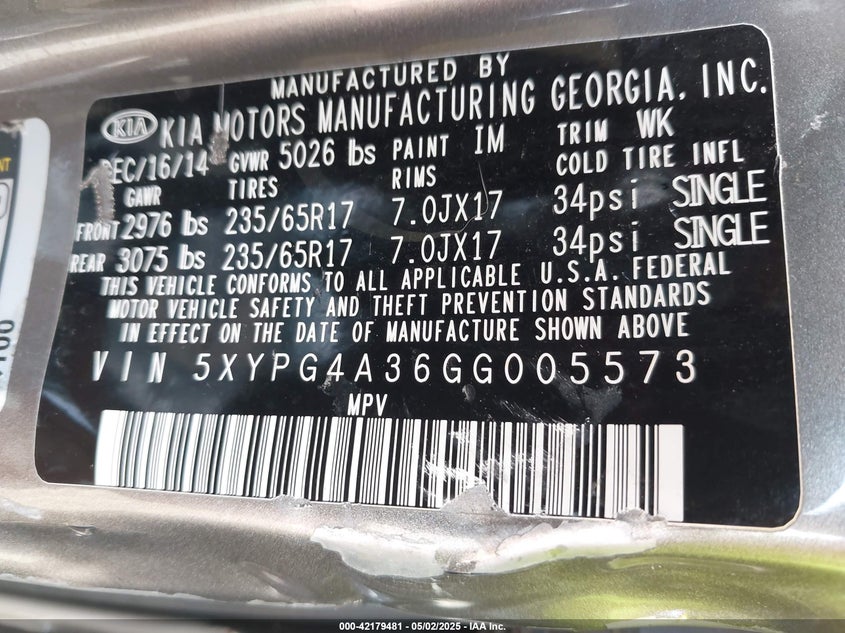 MANUFACTURED BY
KIA KIA MOTORS MANUFACTURING GEORGIA, INC.
DEC/16/14 GVWR 5026 lbs PAINT IM TRIM WK
GAWR TIRES RIMS COLD TIRE INFL
FRONT 2976 lbs 235/65R17 7.0JX17 34psi SINGLE
REAR 3075 lbs 235/65R17 7.0JX17 34psi SINGLE
THIS VEHICLE CONFORMS TO ALL APPLICABLE U.S.A. FEDERAL
MOTOR VEHICLE SAFETY AND THEFT PREVENTION STANDARDS
IN EFFECT ON THE DATE OF MANUFACTURE SHOWN ABOVE
VIN 5XYPG4A36GG005573
MPV
000-42179481 - 05/02/2025 - IAA Inc.